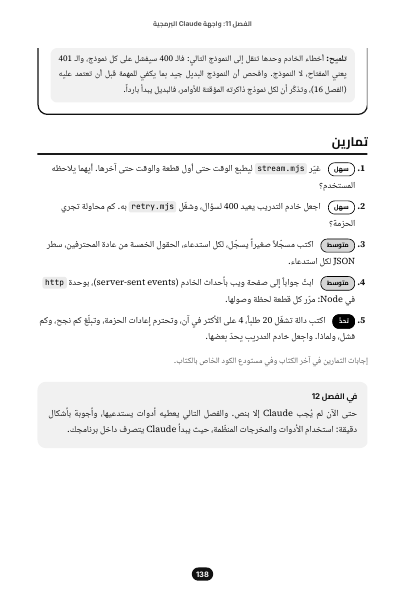 الفصل 11: واجهة Claude البرمجية
تلميح: أخطاء الخادم وحدها تنقل إلى النموذج التالي: فالـ 400 سيفشل على كل نموذج، والـ 401
يعني المفتاح، لا النموذج. وافحص أن النموذج البديل جيد بما يكفي للمهمة قبل أن تعتمد عليه
(الفصل 16)، وتذكّر أن لكل نموذج ذاكرته المؤقتة للأوامر، فالبديل يبدأ بارداً.
تمارين
1. سهل غيّر stream.mjs ليطبع الوقت حتى أول قطعة والوقت حتى آخرها. أيهما يلاحظه
المستخدم؟
2. سهل اجعل خادم التدريب يعيد 400 لسؤال، وشغّل retry.mjs به. كم محاولة تجري
الحزمة؟
3. متوسط اكتب مسجّلاً صغيراً يسجّل، لكل استدعاء، الحقول الخمسة من عادة المحترفين، سطر
JSON لكل استدعاء.
4. متوسط ابثّ جواباً إلى صفحة ويب بأحداث الخادم (server-sent events)، بوحدة http
في Node: مرّر كل قطعة لحظة وصولها.
5. تحدٍّ اكتب دالة تشغّل 20 طلباً، 4 على الأكثر في آن، وتحترم إعادات الحزمة، وتبلّغ كم نجح، وكم
فشل، ولماذا. واجعل خادم التدريب يحدّ بعضها.
إجابات التمارين في آخر الكتاب وفي مستودع الكود الخاص بالكتاب.
في الفصل 12
حتى الآن لم يُجب Claude إلا بنص. والفصل التالي يعطيه أدوات يستدعيها، وأجوبة بأشكال
دقيقة: استخدام الأدوات والمخرجات المنظَّمة، حيث يبدأ Claude يتصرف داخل برنامجك.
138